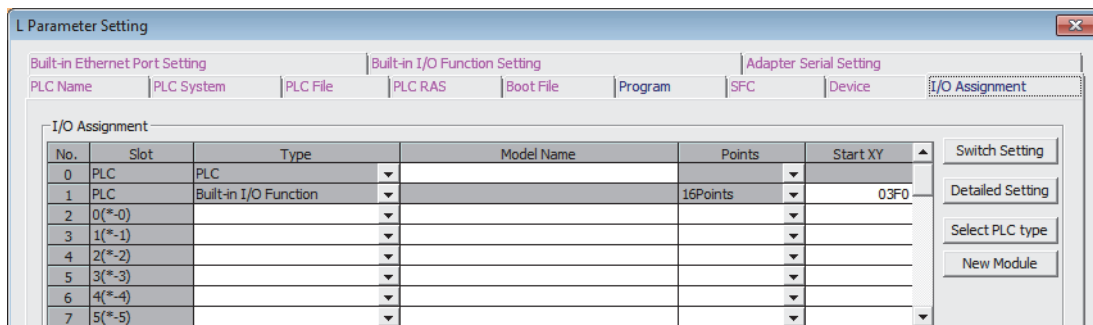 L Parameter Setting
Built-in Ethernet Port Setting Built-in I/O Function Setting Adapter Serial Setting
PLC Name PLC System PLC File PLC RAS Boot File Program SFC Device I/O Assignment
I/O Assignment
No. Slot Type Model Name Points Start XY
Switch Setting
0 PLC PLC
1 PLC Built-in I/O Function 16Points 03F0
Detailed Setting
2 0(*-0)
3 1(*-1)
Select PLC type
4 2(*-2)
5 3(*-3)
New Module
6 4(*-4)
7 5(*-5)